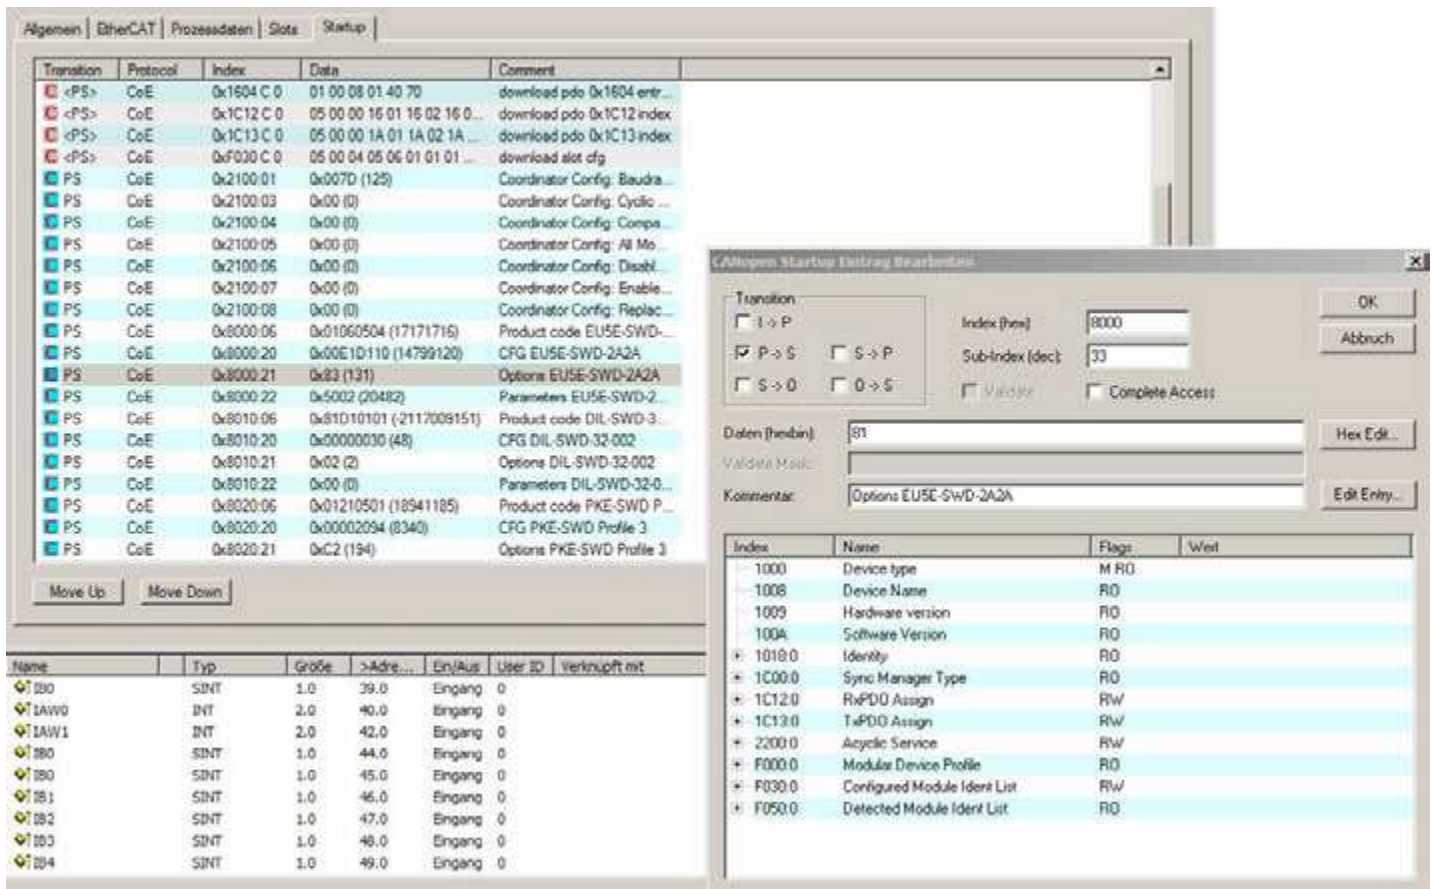 Allgemein EtherCAT Prozessdaten Slots Startup
Transition Protocol Index Data Comment
C <PS> CoE 0x1604 C 0 01 00 08 01 40 70 download pdo 0x1604 entr...
C <PS> CoE 0x1C12 C 0 05 00 00 16 01 16 02 16 0... download pdo 0x1C12 index
C <PS> CoE 0x1C13 C 0 05 00 00 1A 01 1A 02 1A ... download pdo 0x1C13 index
C <PS> CoE 0xF030 C 0 05 00 04 05 06 01 01 01 ... download slot cfg
C PS CoE 0x2100:01 0x007D (125) Coordinator Config: Baudra...
C PS CoE 0x2100:03 0x00 (0) Coordinator Config: Cyclic ...
C PS CoE 0x2100:04 0x00 (0) Coordinator Config: Compa...
C PS CoE 0x2100:05 0x00 (0) Coordinator Config: All Mo...
C PS CoE 0x2100:06 0x00 (0) Coordinator Config: Disabl...
C PS CoE 0x2100:07 0x00 (0) Coordinator Config: Enable...
C PS CoE 0x2100:08 0x00 (0) Coordinator Config: Replac...
C PS CoE 0x8000:06 0x01060504 (17171716) Product code EU5E-SWD-...
C PS CoE 0x8000:20 0x00E1D110 (14799120) CFG EU5E-SWD-2A2A
C PS CoE 0x8000:21 0x83 (131) Options EU5E-SWD-2A2A
C PS CoE 0x8000:22 0x5002 (20482) Parameters EU5E-SWD-2...
C PS CoE 0x8010:06 0x81D10101 (-2117009151) Product code DIL-SWD-3...
C PS CoE 0x8010:20 0x00000030 (48) CFG DIL-SWD-32-002
C PS CoE 0x8010:21 0x02 (2) Options DIL-SWD-32-002
C PS CoE 0x8010:22 0x00 (0) Parameters DIL-SWD-32-0...
C PS CoE 0x8020:06 0x01210501 (18941185) Product code PKE-SWD P...
C PS CoE 0x8020:20 0x00002094 (8340) CFG PKE-SWD Profile 3
C PS CoE 0x8020:21 0xC2 (194) Options PKE-SWD Profile 3
Move Up Move Down
Name Typ Größe >Adre... Ein/Aus User ID Verknüpft mit
IB0 SINT 1.0 39.0 Eingang 0
IAW0 INT 2.0 40.0 Eingang 0
IAW1 INT 2.0 42.0 Eingang 0
IB0 SINT 1.0 44.0 Eingang 0
IB0 SINT 1.0 45.0 Eingang 0
IB1 SINT 1.0 46.0 Eingang 0
IB2 SINT 1.0 47.0 Eingang 0
IB3 SINT 1.0 48.0 Eingang 0
IB4 SINT 1.0 49.0 Eingang 0
CANopen Startup Eintrag Bearbeiten
Transition
I -> P
P -> S S -> P
S -> O O -> S
Index (hex): 8000
Sub-Index (dec): 33
Validate Complete Access
OK
Abbruch
Daten (hexbin): 81 Hex Edit...
Validate Mask:
Kommentar: Options EU5E-SWD-2A2A Edit Entry...
Index Name Flags Wert
1000 Device type M RO
1008 Device Name RO
1009 Hardware version RO
100A Software Version RO
1018:0 Identity RO
1C00:0 Sync Manager Type RO
1C12:0 RxPDO Assign RW
1C13:0 TxPDO Assign RW
2200:0 Acyclic Service RW
F000:0 Modular Device Profile RO
F030:0 Configured Module Ident List RW
F050:0 Detected Module Ident List RO